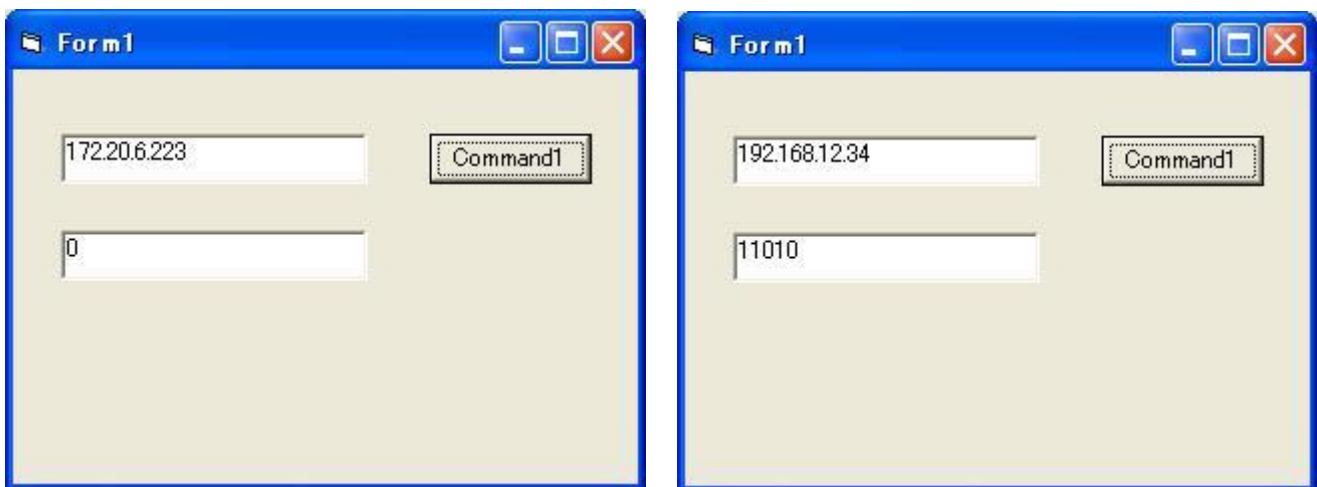 Form1
172.20.6.223
Command1
0
Form1
192.168.12.34
Command1
11010